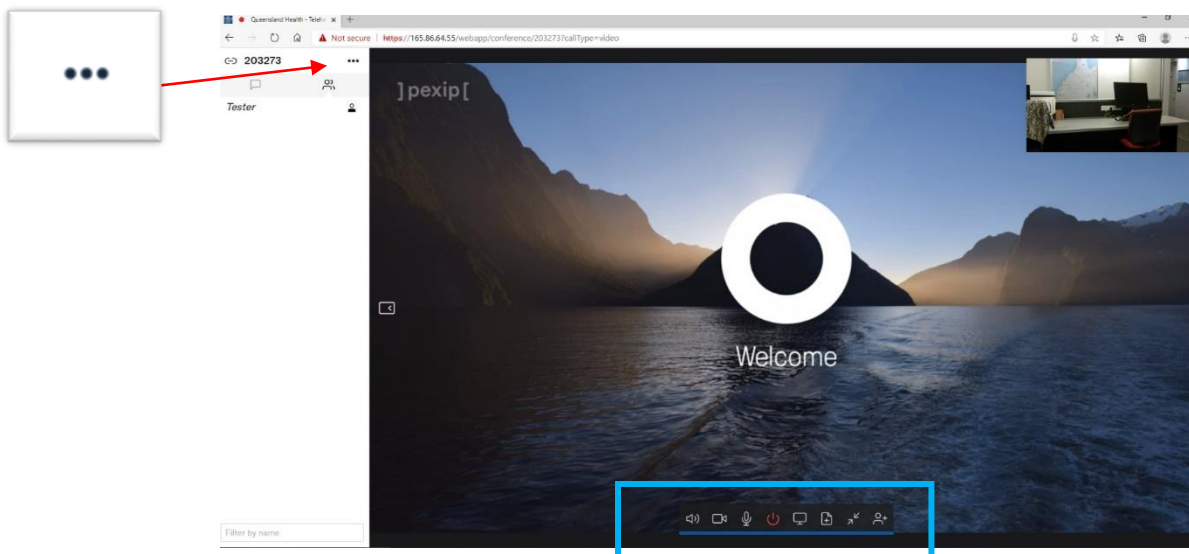 Queensland Health - Teleh
Not secure | https://165.86.64.55/webapp/conference/203273?callType=video
203273
Tester
]pexip[
Welcome
Filter by name